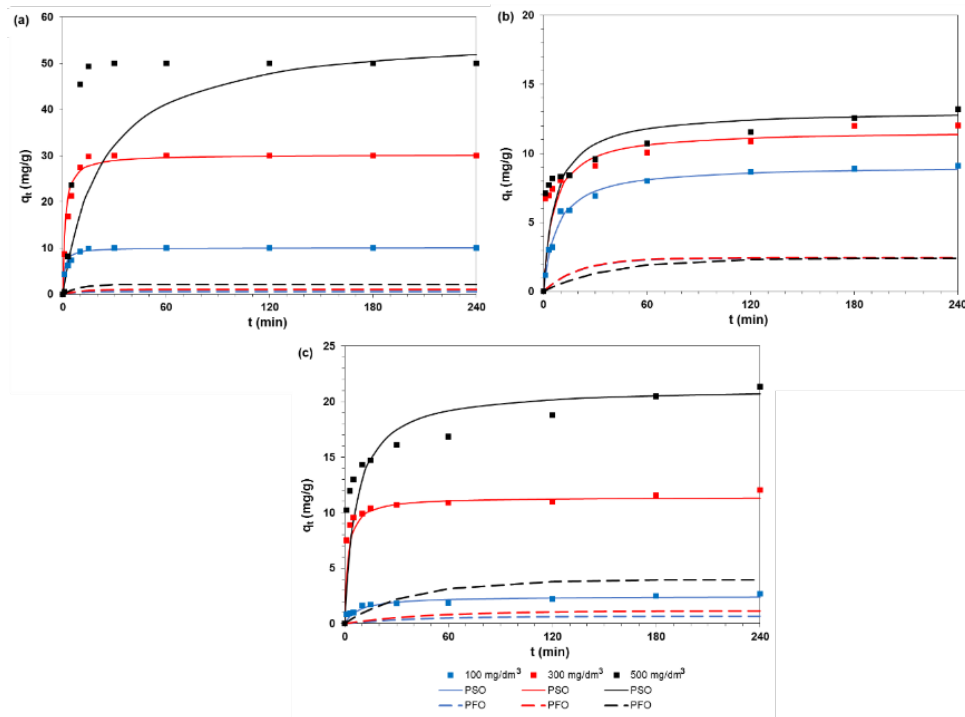 (a)
60
50
40
30
20
10
0
qt (mg/g)
0 60 120 180 240
t (min)
(b)
20
15
10
5
0
qt (mg/g)
0 60 120 180 240
t (min)
(c)
25
20
15
10
5
0
qt (mg/g)
0 60 120 180 240
t (min)
100 mg/dm³ 300 mg/dm³ 500 mg/dm³
PSO PSO PSO
PFO PFO PFO